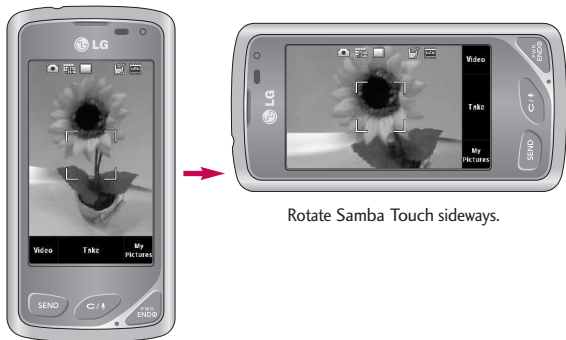 LG
Video
Take
My
Pictures
SEND
C/
PWR
END
LG
Video
Take
My
Pictures
PWR
END
C/
SEND
Rotate Samba Touch sideways.